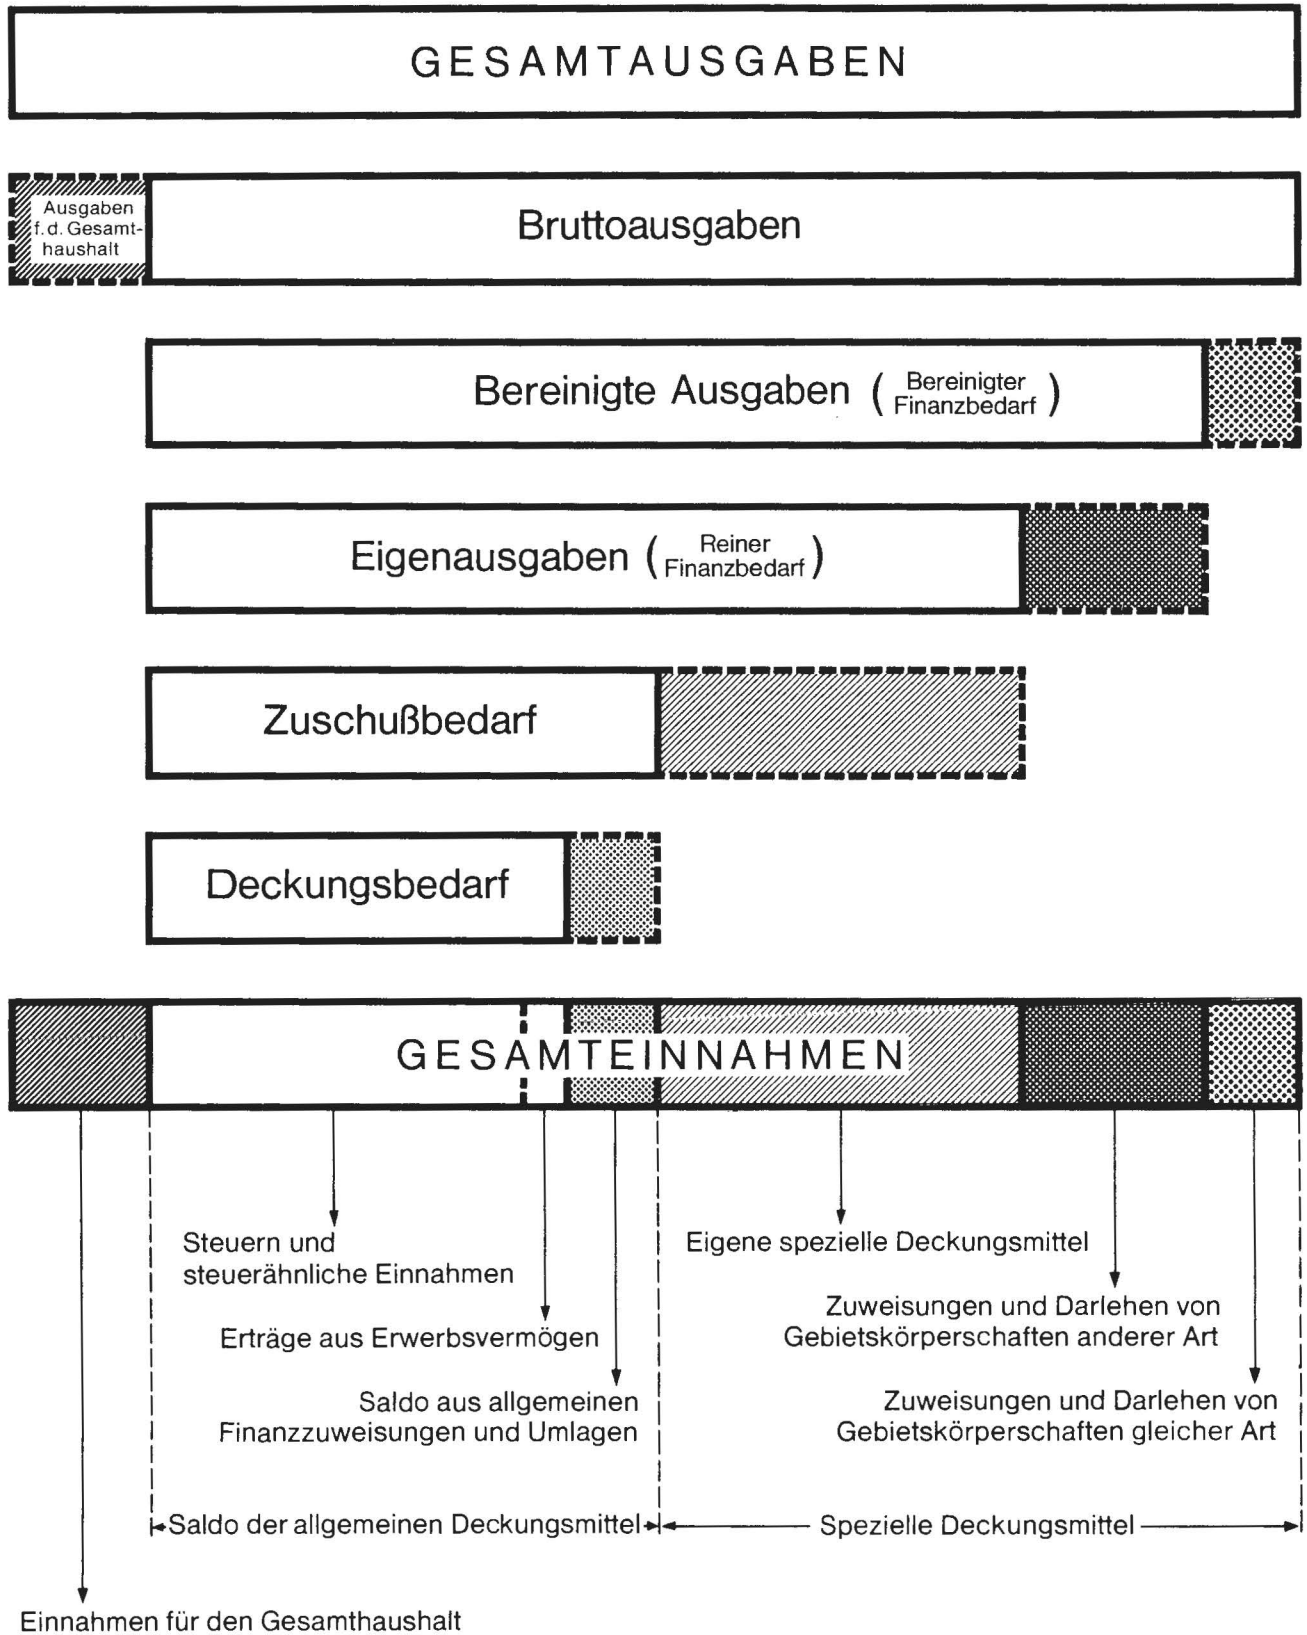 GESAMTAUSGABEN
Ausgaben
f. d. Gesamt-
haushalt
Bruttoausgaben
Bereinigte Ausgaben (Bereinigter
Finanzbedarf)
Eigenausgaben (Reiner
Finanzbedarf)
Zuschußbedarf
Deckungsbedarf
GESAMTEINNAHMEN
Steuern und
steuerähnliche Einnahmen
Eigene spezielle Deckungsmittel
Erträge aus Erwerbsvermögen
Zuweisungen und Darlehen von
Gebietskörperschaften anderer Art
Saldo aus allgemeinen
Finanzzuweisungen und Umlagen
Zuweisungen und Darlehen von
Gebietskörperschaften gleicher Art
Saldo der allgemeinen Deckungsmittel
Spezielle Deckungsmittel
Einnahmen für den Gesamthaushalt